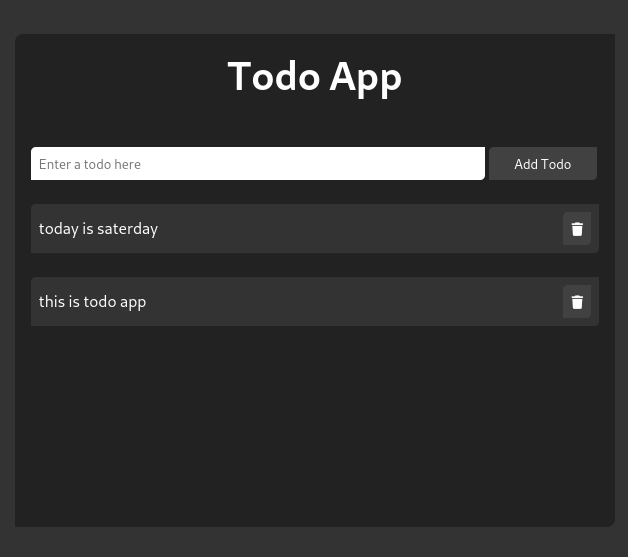 Todo App
Enter a todo here
Add Todo
today is saterday
this is todo app